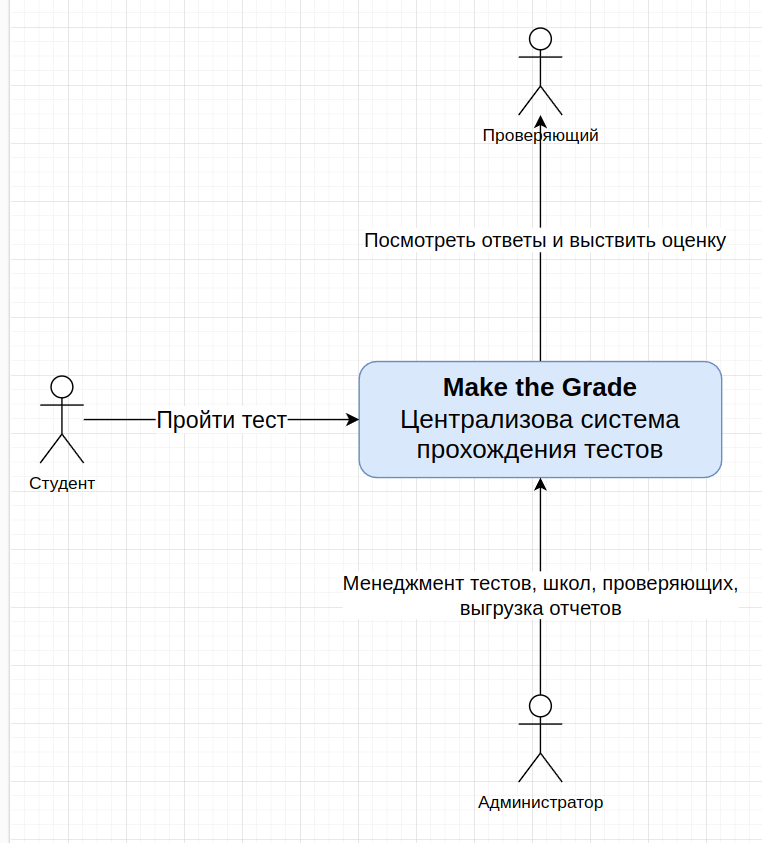 Проверяющий
Посмотреть ответы и выствить оценку
Make the Grade
Централизова система
прохождения тестов
Пройти тест
Студент
Менеджмент тестов, школ, проверяющих,
выгрузка отчетов
Администратор